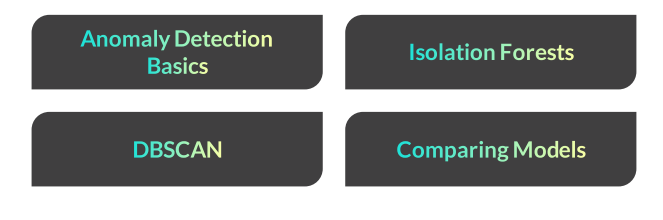 Anomaly Detection
Basics
Isolation Forests
DBSCAN
Comparing Models